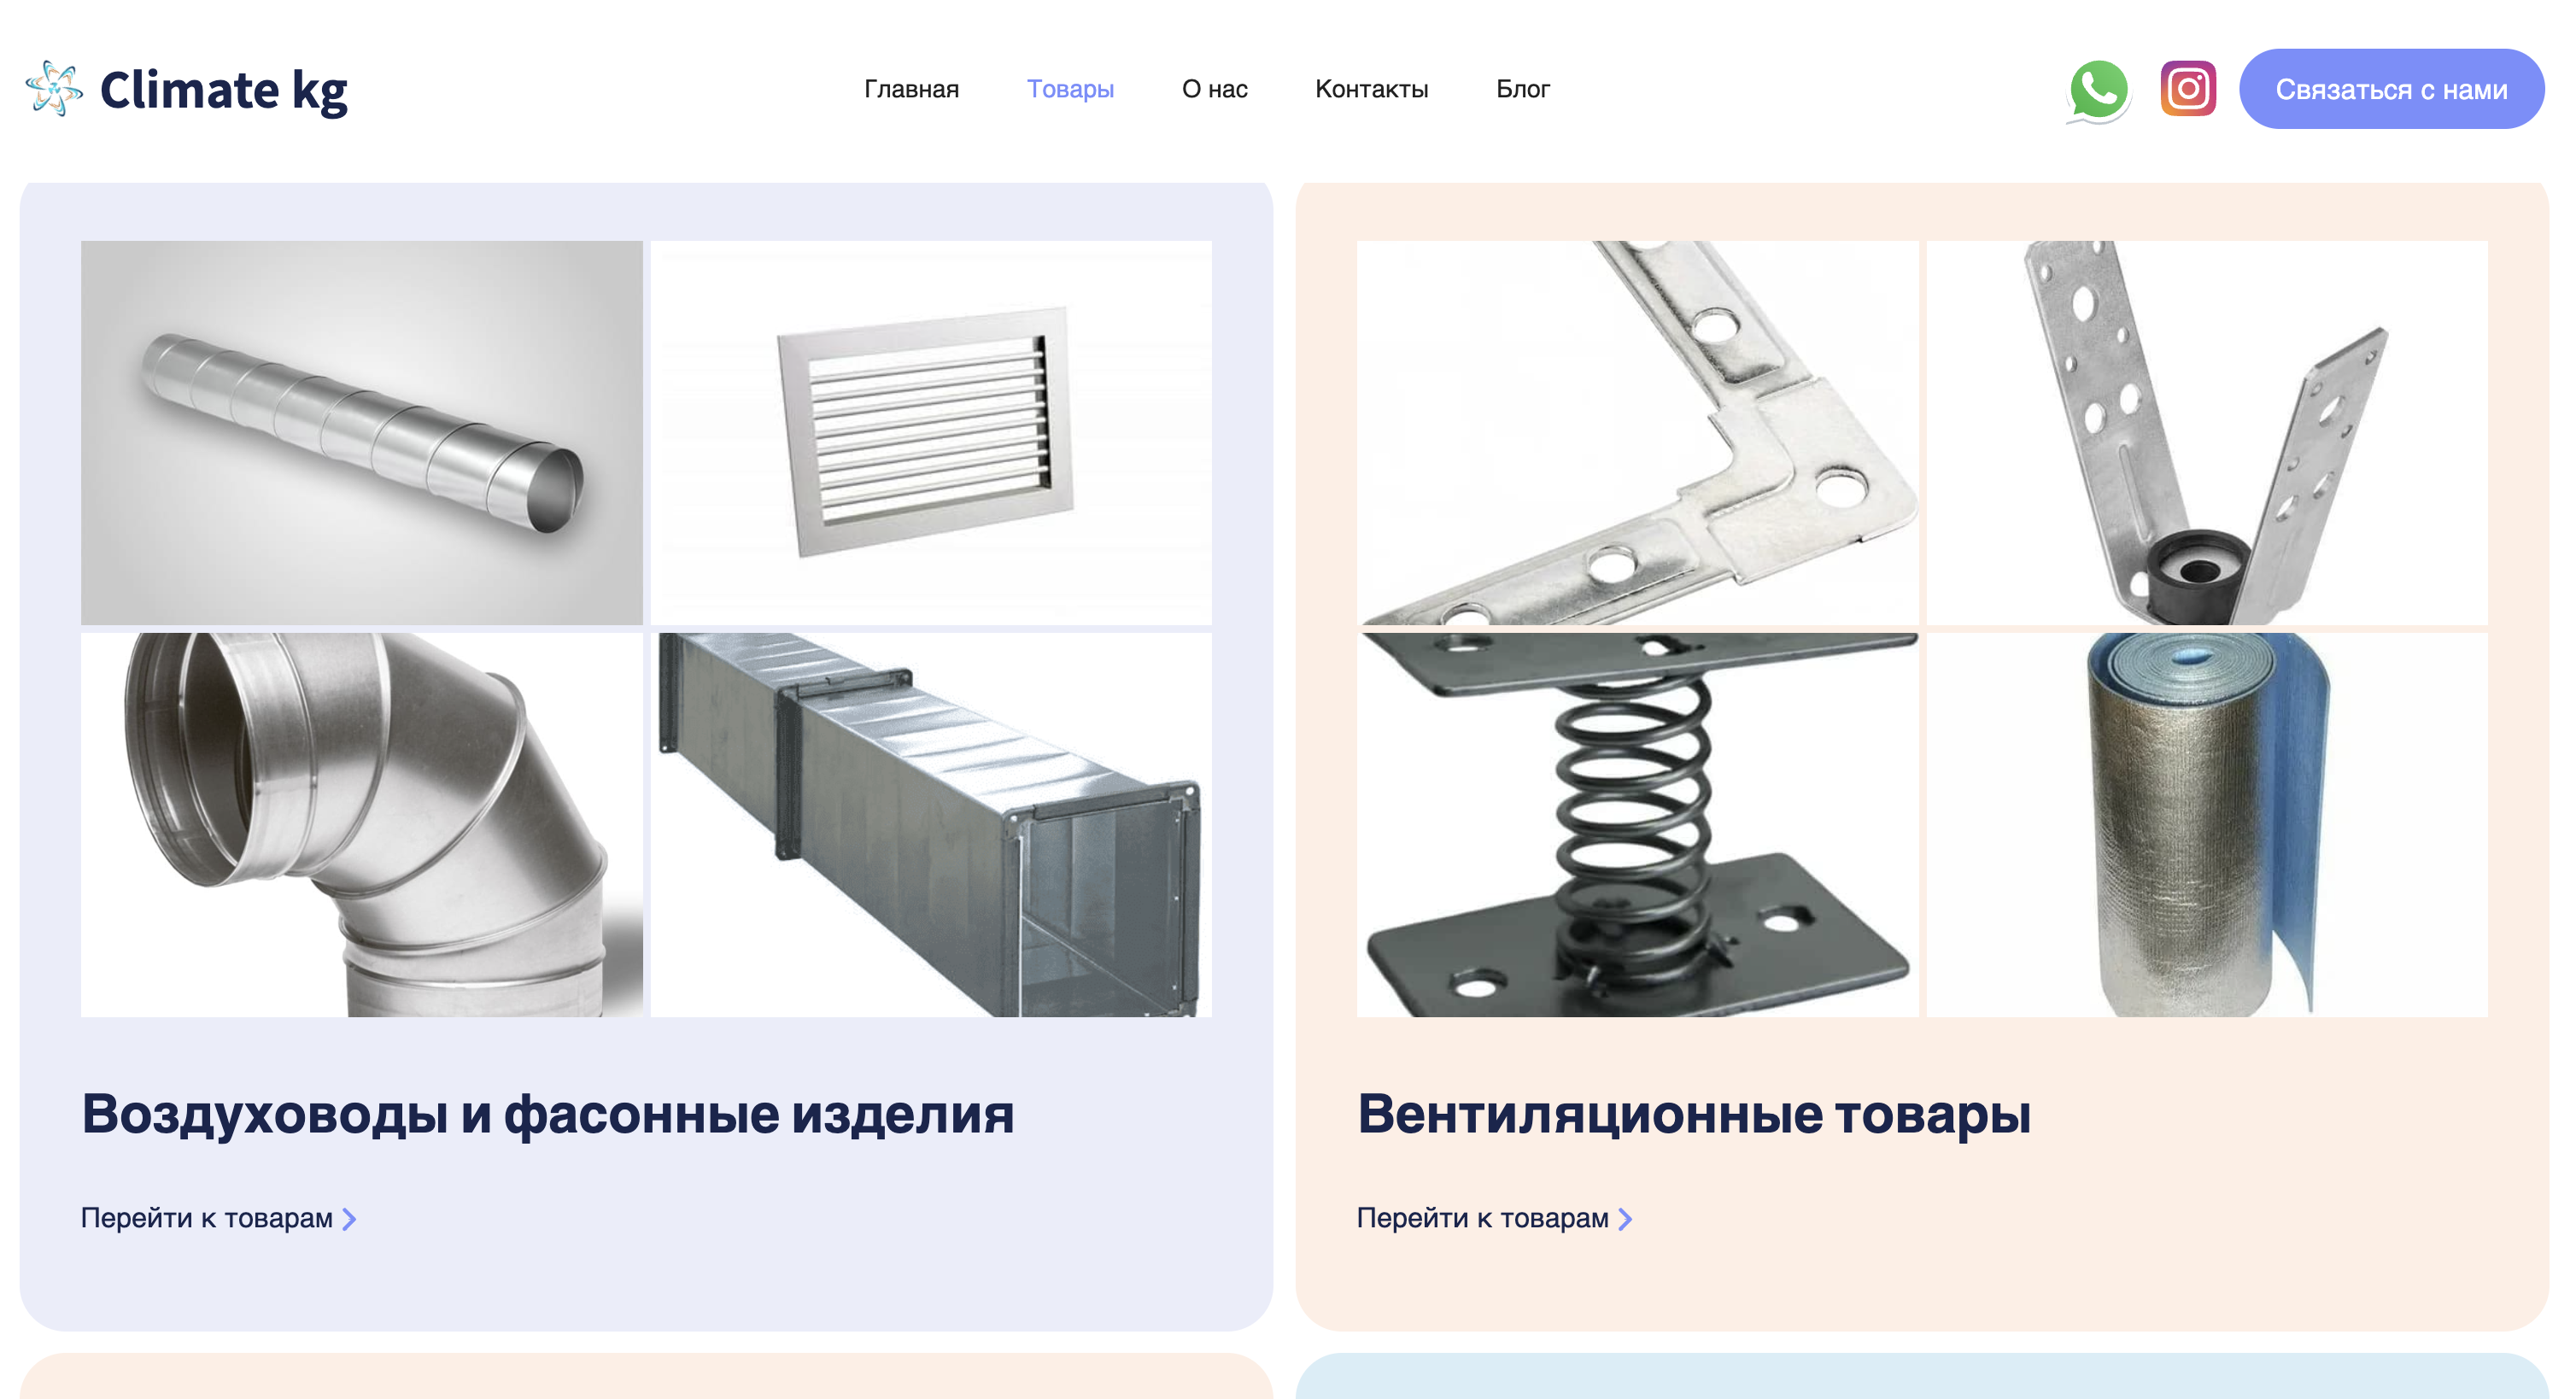 Climate kg
Главная Товары О нас Контакты Блог
Связаться с нами
Воздуховоды и фасонные изделия
Перейти к товарам
Вентиляционные товары
Перейти к товарам